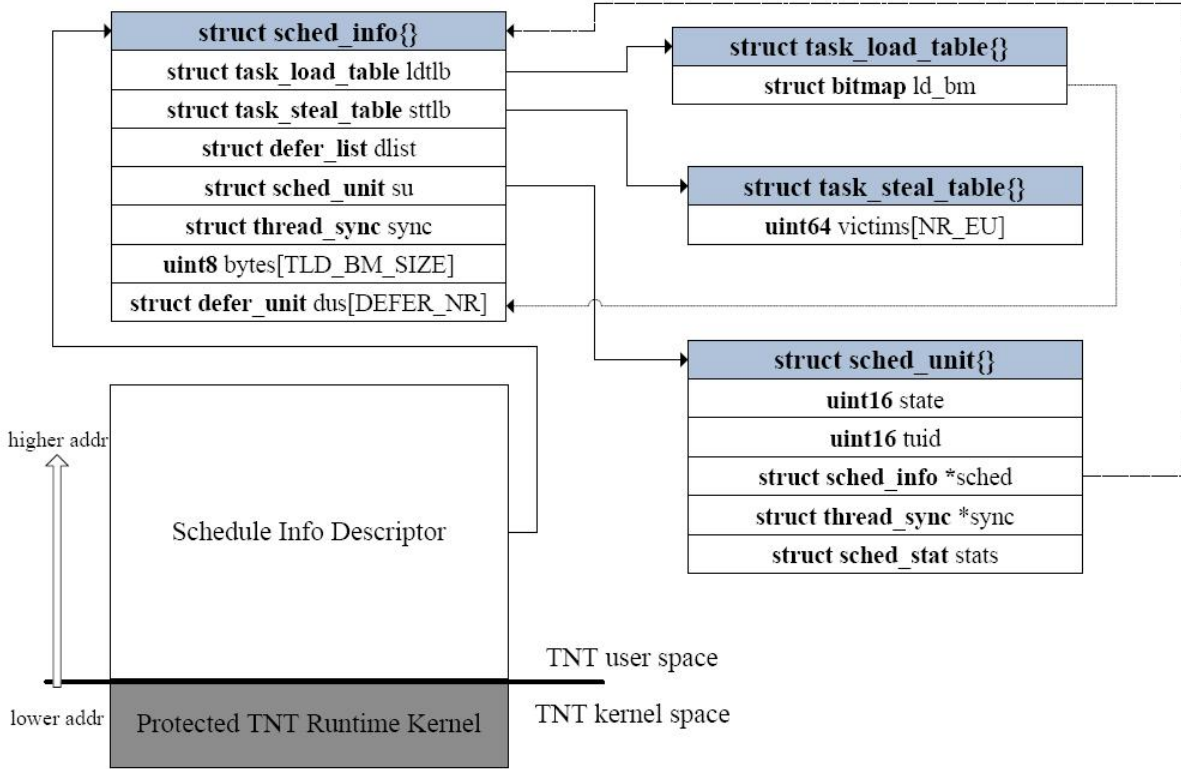 struct sched_info{}
struct task_load_table ldtlb
struct task_steal_table sttlb
struct defer_list dlist
struct sched_unit su
struct thread_sync sync
uint8 bytes[TLD_BM_SIZE]
struct defer_unit dus[DEFER_NR]
struct task_load_table{}
struct bitmap ld_bm
struct task_steal_table{}
uint64 victims[NR_EU]
struct sched_unit{}
uint16 state
uint16 tuid
struct sched_info *sched
struct thread_sync *sync
struct sched_stat stats
higher addr
Schedule Info Descriptor
TNT user space
lower addr
Protected TNT Runtime Kernel
TNT kernel space